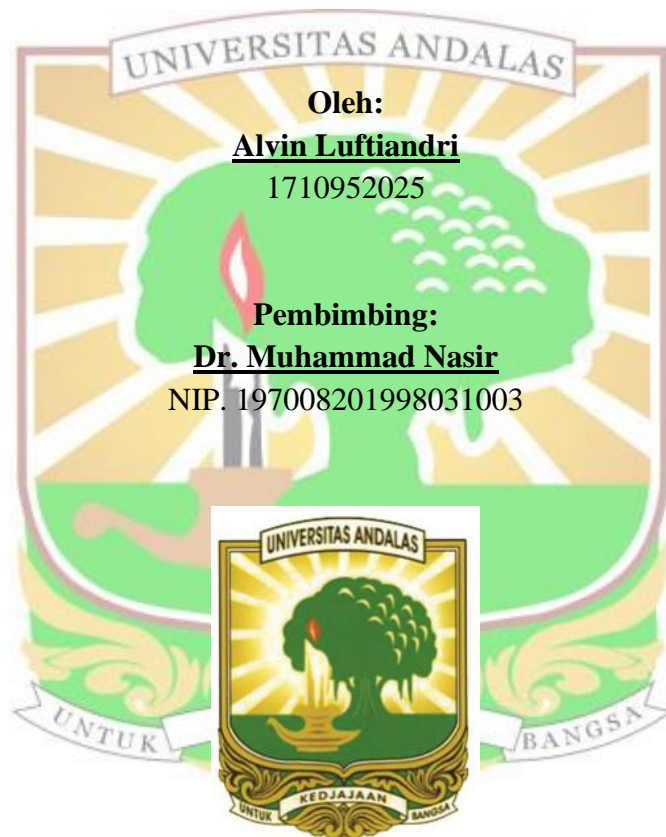 UNIVERSITAS ANDALAS
Oleh:
Alvin Luftiandri
1710952025
Pembimbing:
Dr. Muhammad Nasir
NIP. 197008201998031003
UNIVERSITAS ANDALAS
UNTUK BANGSA
UNTUK KEDJAJAAN BANGSA